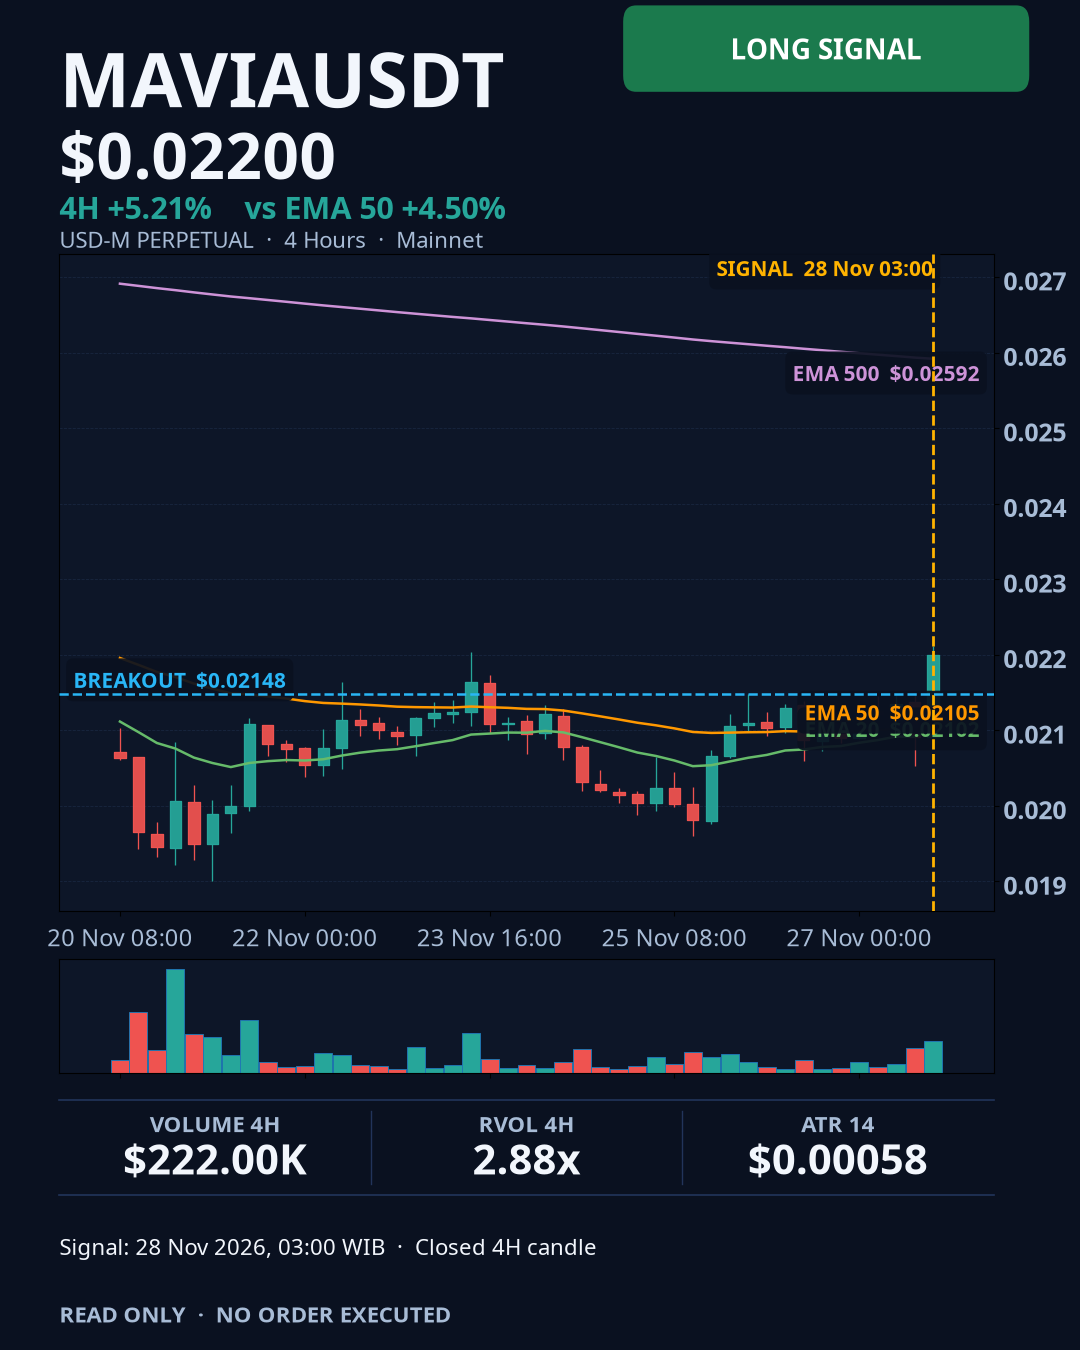 LONG SIGNAL
MAVIAUSDT
$0.02200
4H +5.21% vs EMA 50 +4.50%
USD-M PERPETUAL · 4 Hours · Mainnet
SIGNAL 28 Nov 03:00
0.027
0.026
EMA 500 $0.02592
0.025
0.024
0.023
0.022
BREAKOUT $0.02148
EMA 50 $0.02105
0.021
0.020
0.019
20 Nov 08:00
22 Nov 00:00
23 Nov 16:00
25 Nov 08:00
27 Nov 00:00
VOLUME 4H
$222.00K
RVOL 4H
2.88x
ATR 14
$0.00058
Signal: 28 Nov 2026, 03:00 WIB · Closed 4H candle
READ ONLY · NO ORDER EXECUTED